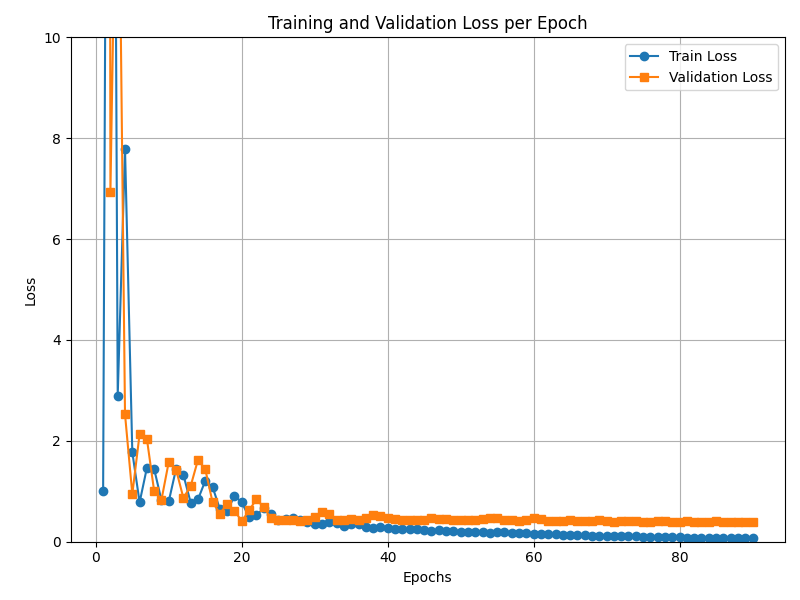 Training and Validation Loss per Epoch
Train Loss
Validation Loss
Loss
10
8
6
4
2
0
0 20 40 60 80
Epochs